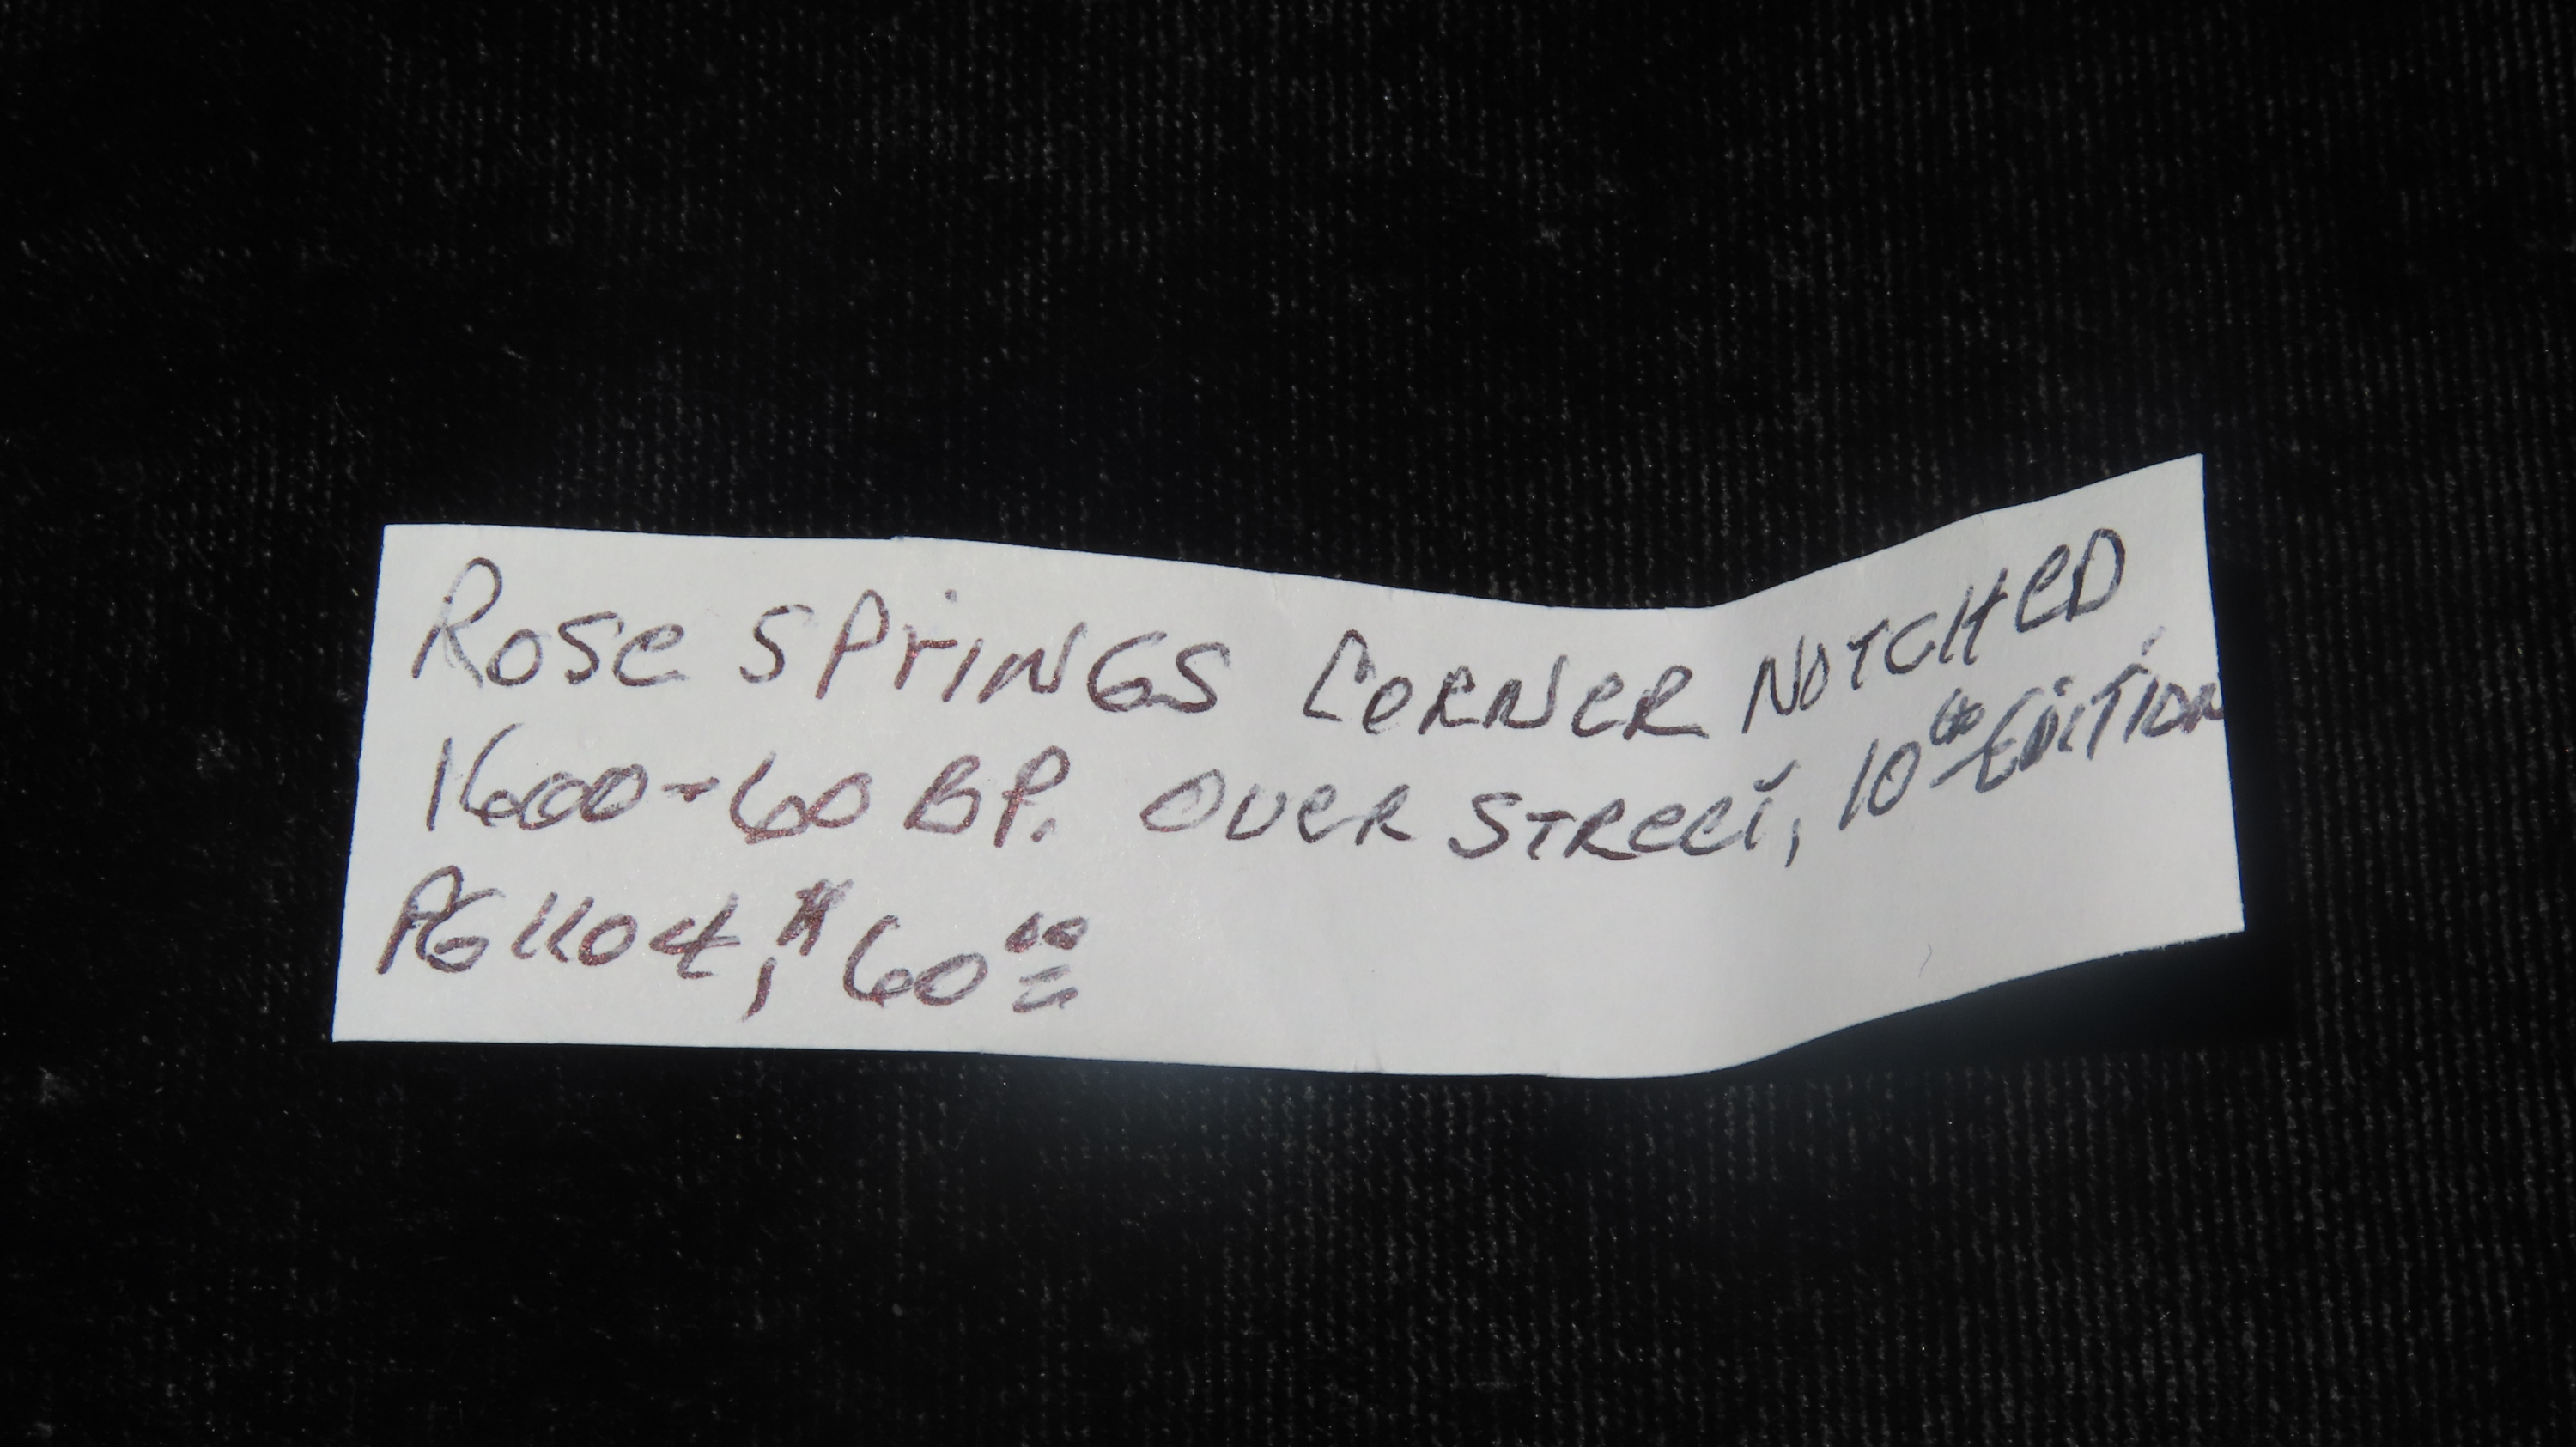 ROSE SPRINGS CORNER NOTCHED
1600-60 BP. OVER STREET, 10th EDITION
PG 1104, $60.00